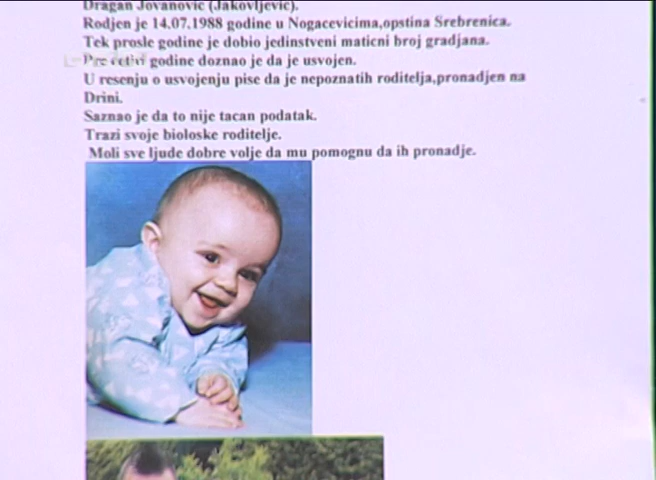 Dragan Jovanovic (Jakovljevic).
Rodjen je 14.07.1988 godine u Nogacevicima,opstina Srebrenica.
Tek prosle godine je dobio jedinstveni maticni broj gradjana.
Pre cetiri godine doznao je da je usvojen.
U resenju o usvojenju pise da je nepoznatih roditelja,pronadjen na
Drini.
Saznao je da to nije tacan podatak.
Trazi svoje bioloske roditelje.
Moli sve ljude dobre volje da mu pomognu da ih pronadje.